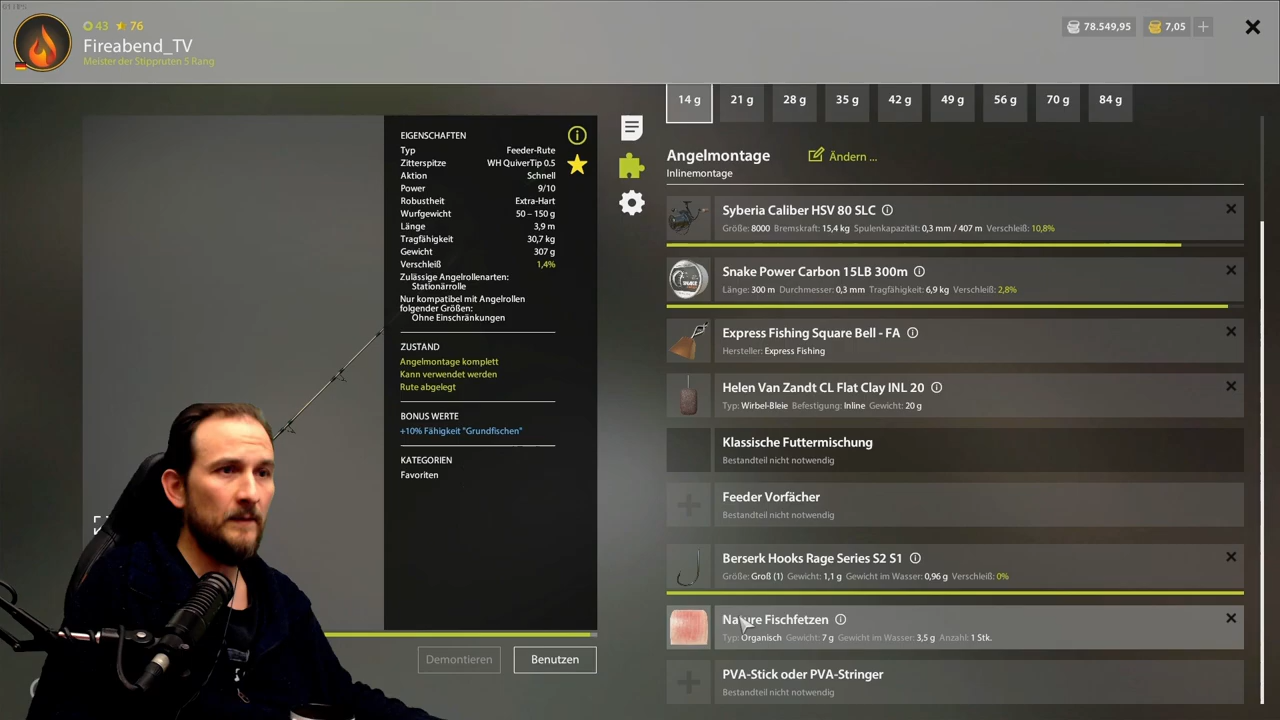 61 FPS
43 76
Fireabend_TV
Meister der Stippruten 5 Rang
78.549,95
7,05
EIGENSCHAFTEN
Typ Feeder-Rute
Zitterspitze WH QuiverTip 0.5
Aktion Schnell
Power 9/10
Robustheit Extra-Hart
Wurfgewicht 50 – 150 g
Länge 3,9 m
Tragfähigkeit 30,7 kg
Gewicht 307 g
Verschleiß 1,4%
Zulässige Angelrollenarten:
Stationärrolle
Nur kompatibel mit Angelrollen
folgender Größen:
Ohne Einschränkungen
ZUSTAND
Angelmontage komplett
Kann verwendet werden
Rute abgelegt
BONUS WERTE
+10% Fähigkeit "Grundfischen"
KATEGORIEN
Favoriten
Demontieren
Benutzen
14 g 21 g 28 g 35 g 42 g 49 g 56 g 70 g 84 g
Angelmontage
Ändern ...
Inlinemontage
Syberia Caliber HSV 80 SLC
Größe: 8000 Bremskraft: 15,4 kg Spulenkapazität: 0,3 mm / 407 m Verschleiß: 10,8%
Snake Power Carbon 15LB 300m
Länge: 300 m Durchmesser: 0,3 mm Tragfähigkeit: 6,9 kg Verschleiß: 2,8%
Express Fishing Square Bell - FA
Hersteller: Express Fishing
Helen Van Zandt CL Flat Clay INL 20
Typ: Wirbel-Bleie Befestigung: Inline Gewicht: 20 g
Klassische Futtermischung
Bestandteil nicht notwendig
Feeder Vorfächer
Bestandteil nicht notwendig
Berserk Hooks Rage Series S2 S1
Größe: Groß (1) Gewicht: 1,1 g Gewicht im Wasser: 0,96 g Verschleiß: 0%
Nature Fischfetzen
Typ: Organisch Gewicht: 7 g Gewicht im Wasser: 3,5 g Anzahl: 1 Stk.
PVA-Stick oder PVA-Stringer
Bestandteil nicht notwendig